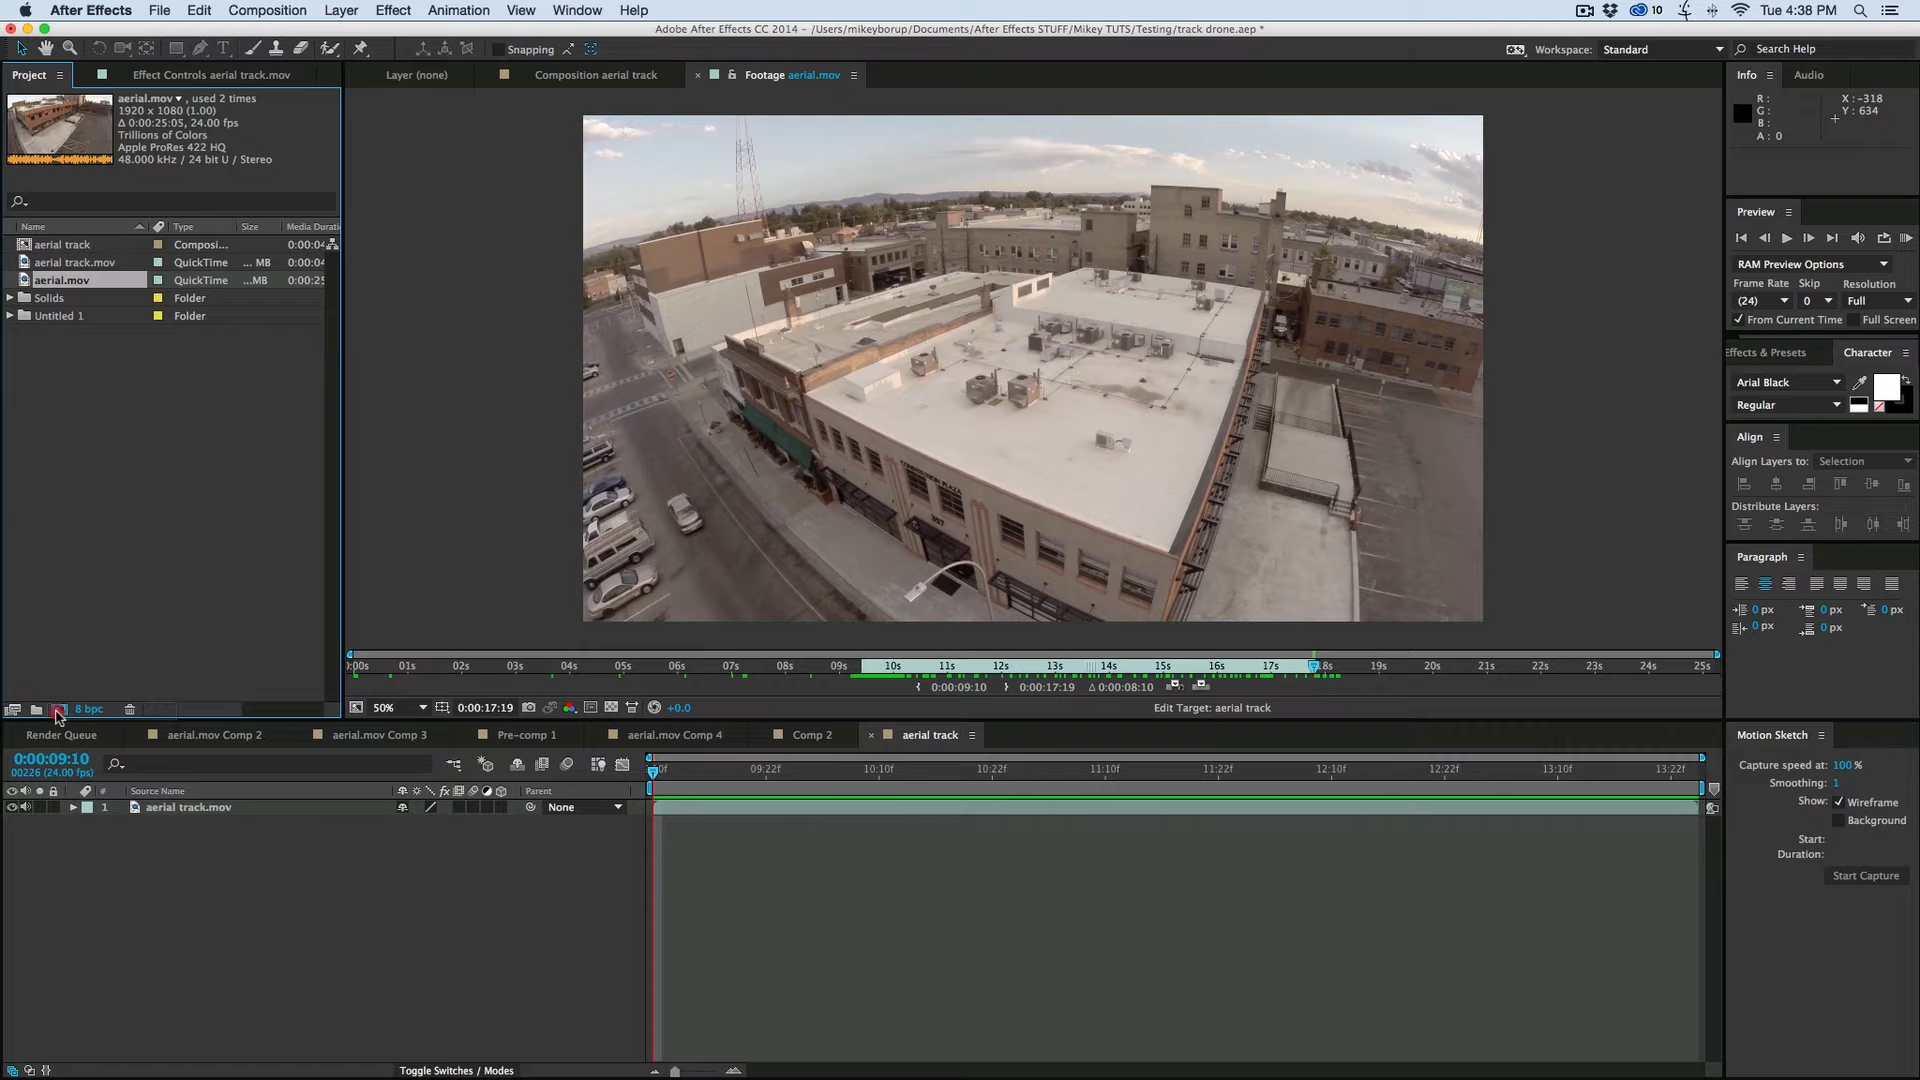 After Effects File Edit Composition Layer Effect Animation View Window Help 10 Tue 4:38 PM
Adobe After Effects CC 2014 - /Users/mikeyborup/Documents/After Effects STUFF/Mikey TUTS/Testing/track drone.aep *
Snapping Workspace: Standard Search Help
Project Effect Controls aerial track.mov Layer (none) Composition aerial track Footage aerial.mov Info Audio
aerial.mov , used 2 times
1920 x 1080 (1.00)
Δ 0:00:25:05, 24.00 fps
Trillions of Colors
Apple ProRes 422 HQ
48.000 kHz / 24 bit U / Stereo
R: X: -318
G: Y: 634
B:
A: 0
Name Type Size Media Durati
aerial track Composi... 0:00:04
aerial track.mov QuickTime ... MB 0:00:04
aerial.mov QuickTime ...MB 0:00:25
Solids Folder
Untitled 1 Folder
CONSTITUTION PLAZA
307
Preview
RAM Preview Options
Frame Rate Skip Resolution
(24) 0 Full
From Current Time Full Screen
Effects & Presets Character
Arial Black
Regular
Align
Align Layers to: Selection
Distribute Layers:
Paragraph
0 px 0 px 0 px
0 px 0 px
:00s 01s 02s 03s 04s 05s 06s 07s 08s 09s 10s 11s 12s 13s 14s 15s 16s 17s 18s 19s 20s 21s 22s 23s 24s 25s
0:00:09:10 0:00:17:19 Δ 0:00:08:10
8 bpc 50% 0:00:17:19 +0.0 Edit Target: aerial track
Render Queue aerial.mov Comp 2 aerial.mov Comp 3 Pre-comp 1 aerial.mov Comp 4 Comp 2 aerial track
0:00:09:10
00226 (24.00 fps)
0f 09:22f 10:10f 10:22f 11:10f 11:22f 12:10f 12:22f 13:10f 13:22f
# Source Name fx Parent
1 aerial track.mov None
Motion Sketch
Capture speed at: 100 %
Smoothing: 1
Show: Wireframe
Background
Start:
Duration:
Start Capture
Toggle Switches / Modes